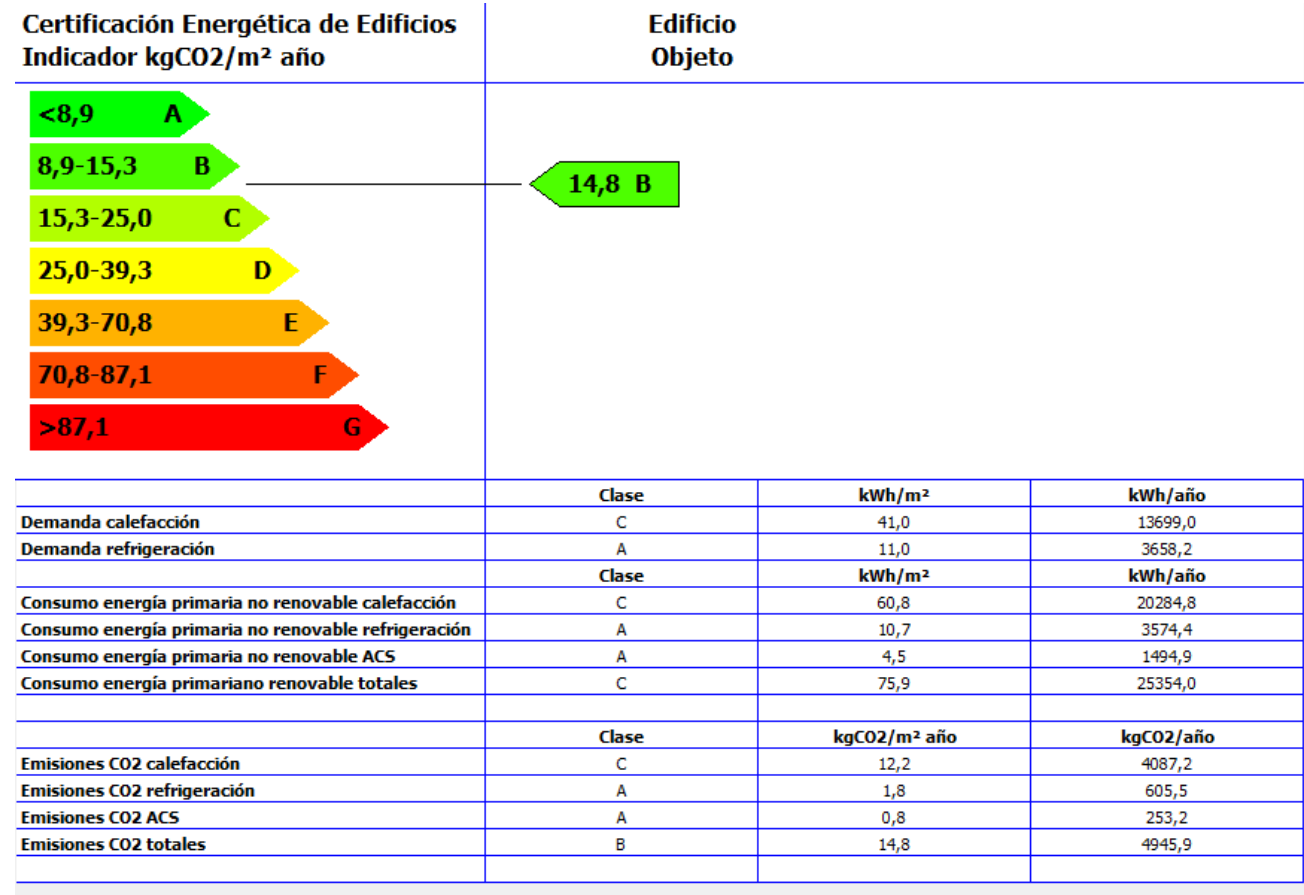 Certificación Energética de Edificios
Indicador kgCO2/m² año
Edificio
Objeto
<8,9 A
8,9-15,3 B
14,8 B
15,3-25,0 C
25,0-39,3 D
39,3-70,8 E
70,8-87,1 F
>87,1 G
Clase kWh/m² kWh/año
Demanda calefacción C 41,0 13699,0
Demanda refrigeración A 11,0 3658,2
Clase kWh/m² kWh/año
Consumo energía primaria no renovable calefacción C 60,8 20284,8
Consumo energía primaria no renovable refrigeración A 10,7 3574,4
Consumo energía primaria no renovable ACS A 4,5 1494,9
Consumo energía primariano renovable totales C 75,9 25354,0
Clase kgCO2/m² año kgCO2/año
Emisiones CO2 calefacción C 12,2 4087,2
Emisiones CO2 refrigeración A 1,8 605,5
Emisiones CO2 ACS A 0,8 253,2
Emisiones CO2 totales B 14,8 4945,9